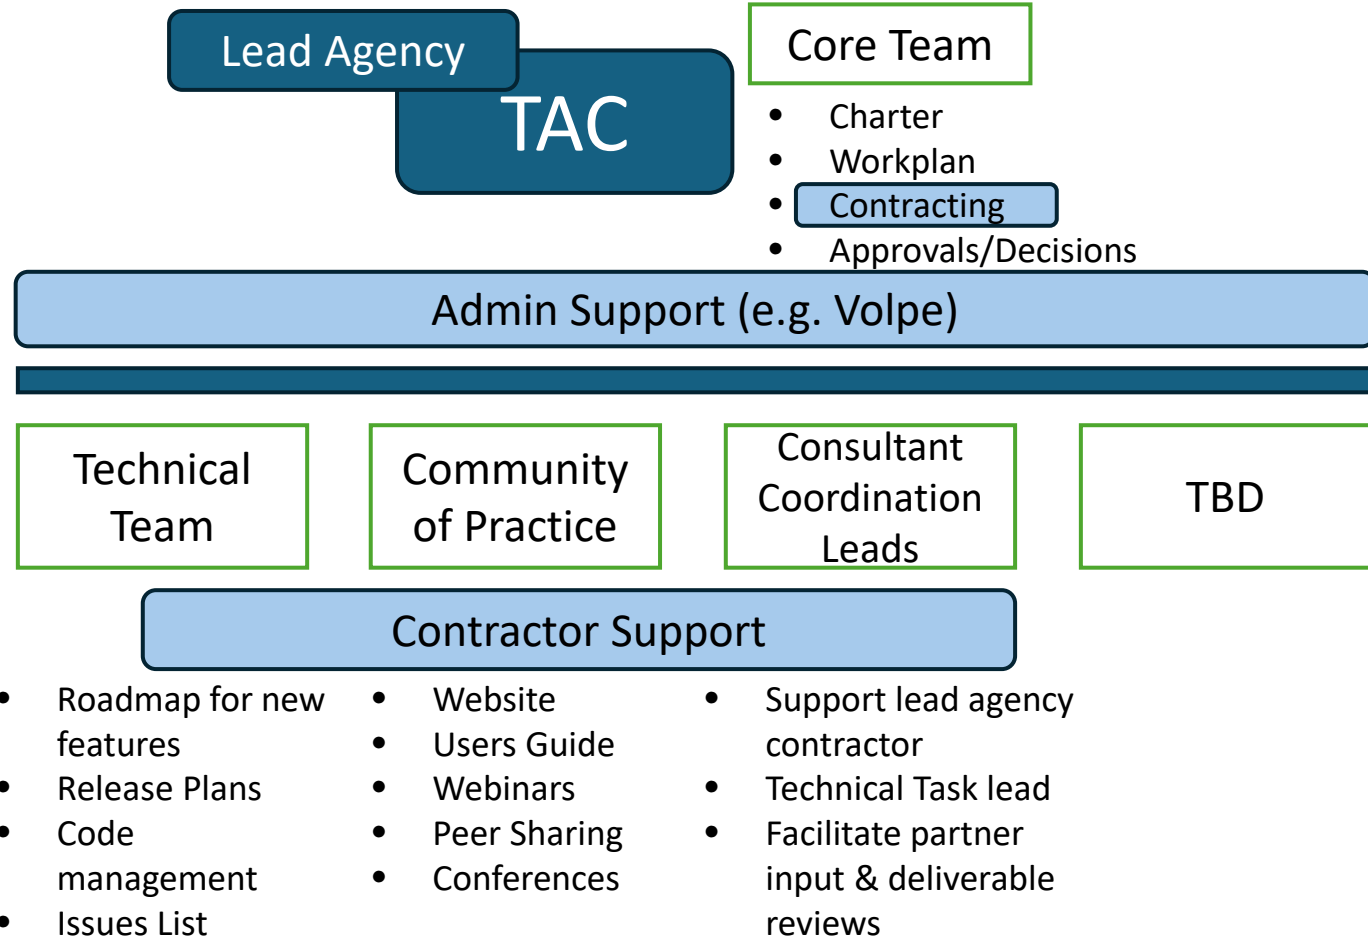 Lead Agency
TAC
Core Team
• Charter
• Workplan
• Contracting
• Approvals/Decisions
Admin Support (e.g. Volpe)
Technical
Team
Community
of Practice
Consultant
Coordination
Leads
TBD
Contractor Support
• Roadmap for new
features
• Release Plans
• Code
management
• Issues List
• Website
• Users Guide
• Webinars
• Peer Sharing
• Conferences
• Support lead agency
contractor
• Technical Task lead
• Facilitate partner
input & deliverable
reviews